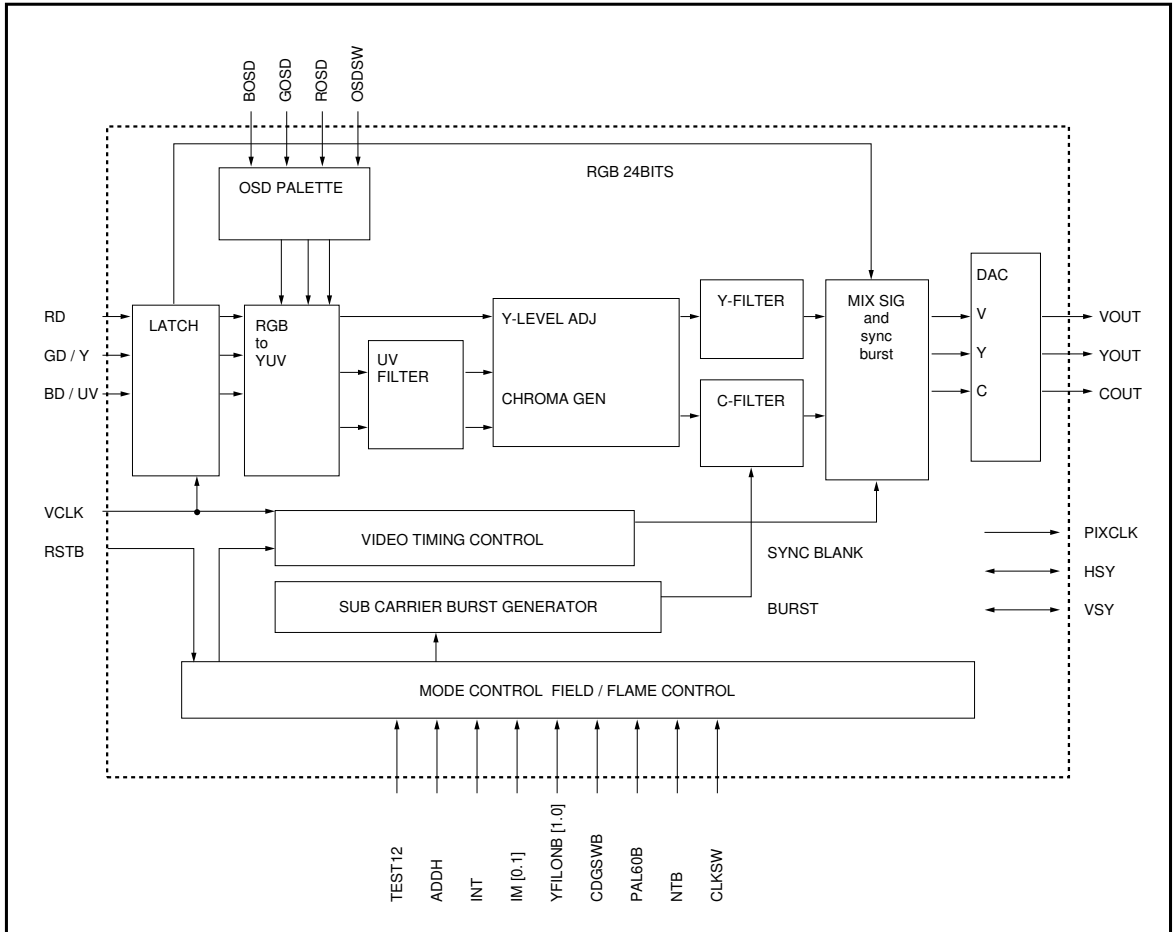 BOSD
GOSD
ROSD
OSDSW
OSD PALETTE
RGB 24BITS
RD
GD / Y
BD / UV
LATCH
RGB
to
YUV
UV
FILTER
Y-LEVEL ADJ
CHROMA GEN
Y-FILTER
C-FILTER
MIX SIG
and
sync
burst
DAC
V
Y
C
VOUT
YOUT
COUT
VCLK
RSTB
VIDEO TIMING CONTROL
SYNC BLANK
SUB CARRIER BURST GENERATOR
BURST
PIXCLK
HSY
VSY
MODE CONTROL FIELD / FLAME CONTROL
TEST12
ADDH
INT
IM [0.1]
YFILONB [1.0]
CDGSWB
PAL60B
NTB
CLKSW